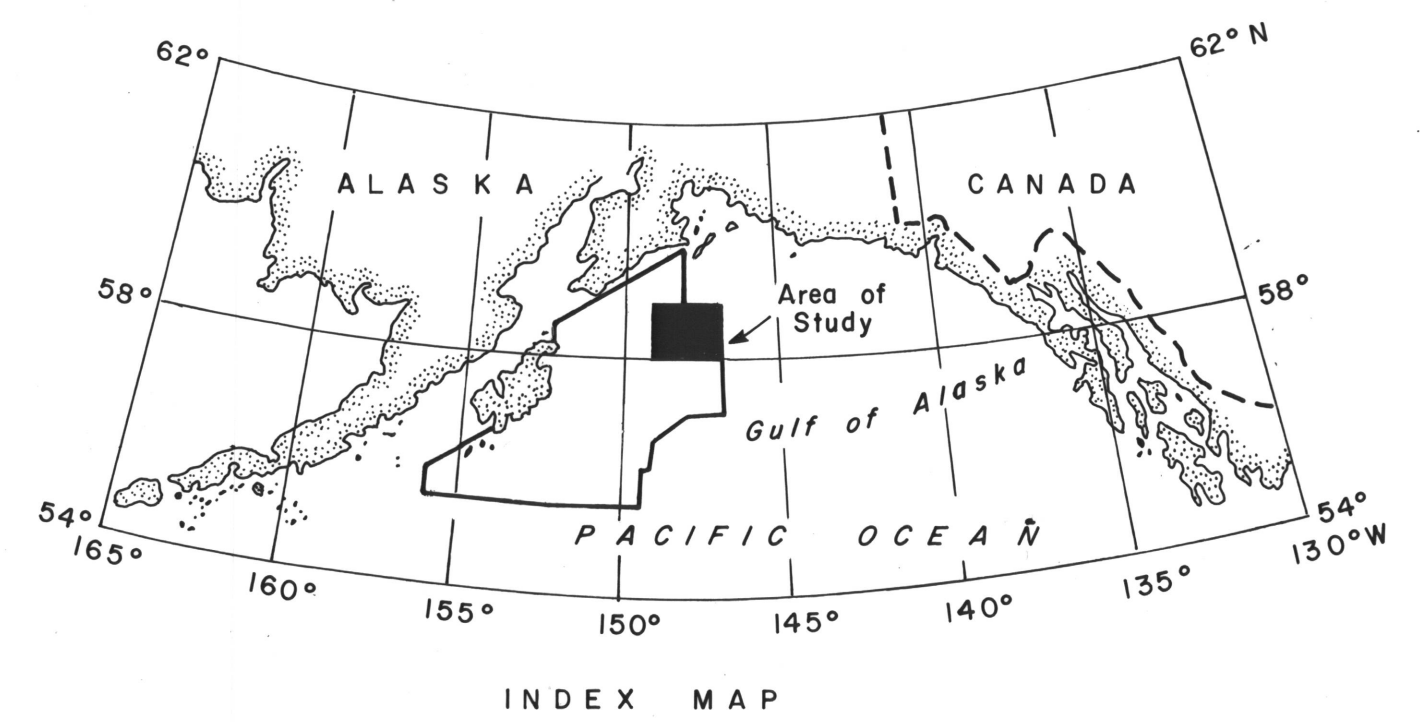 62°
62° N
ALASKA
CANADA
58°
Area of
Study
58°
Gulf of Alaska
54°
PACIFIC OCEAN
54°
165°
160°
155°
150°
145°
140°
135°
130°W
INDEX MAP